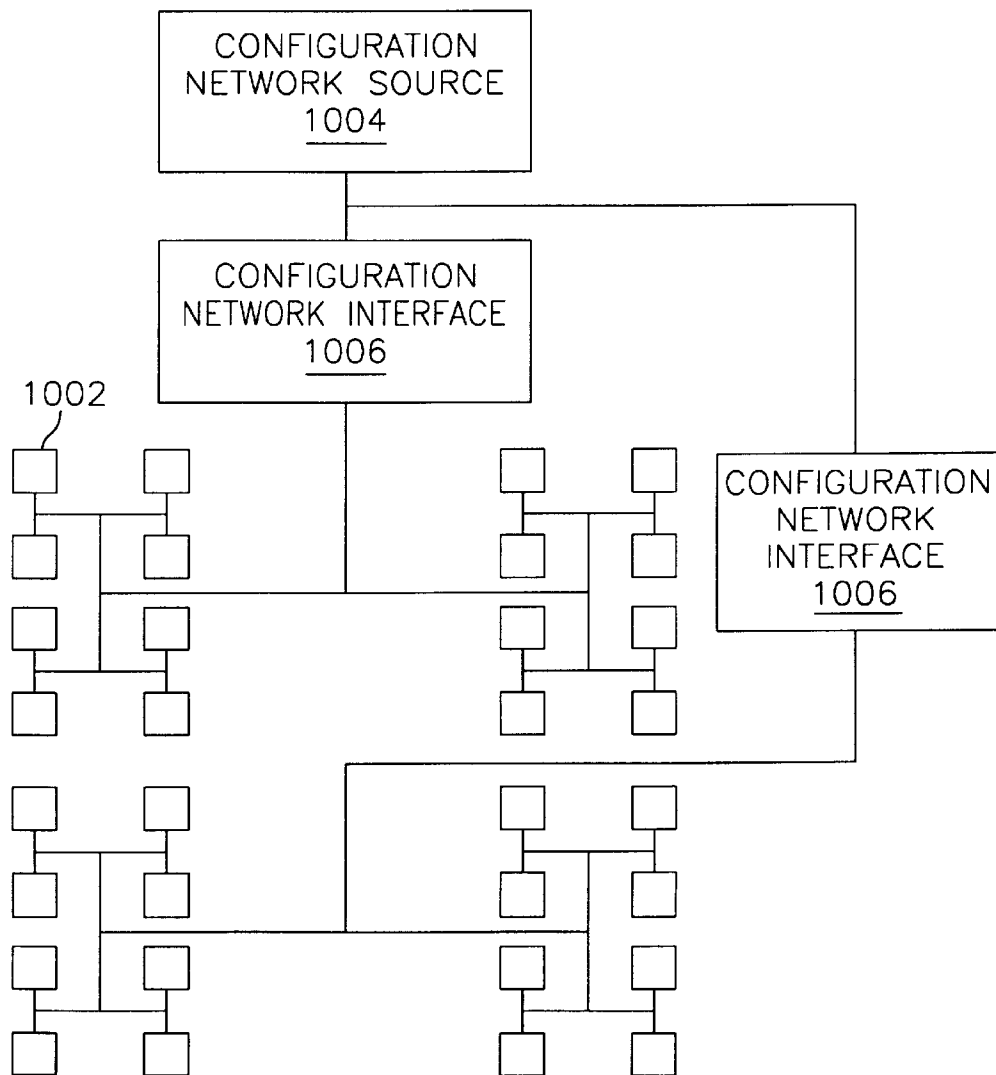 CONFIGURATION
NETWORK SOURCE
1004
CONFIGURATION
NETWORK INTERFACE
1006
1002
CONFIGURATION
NETWORK
INTERFACE
1006